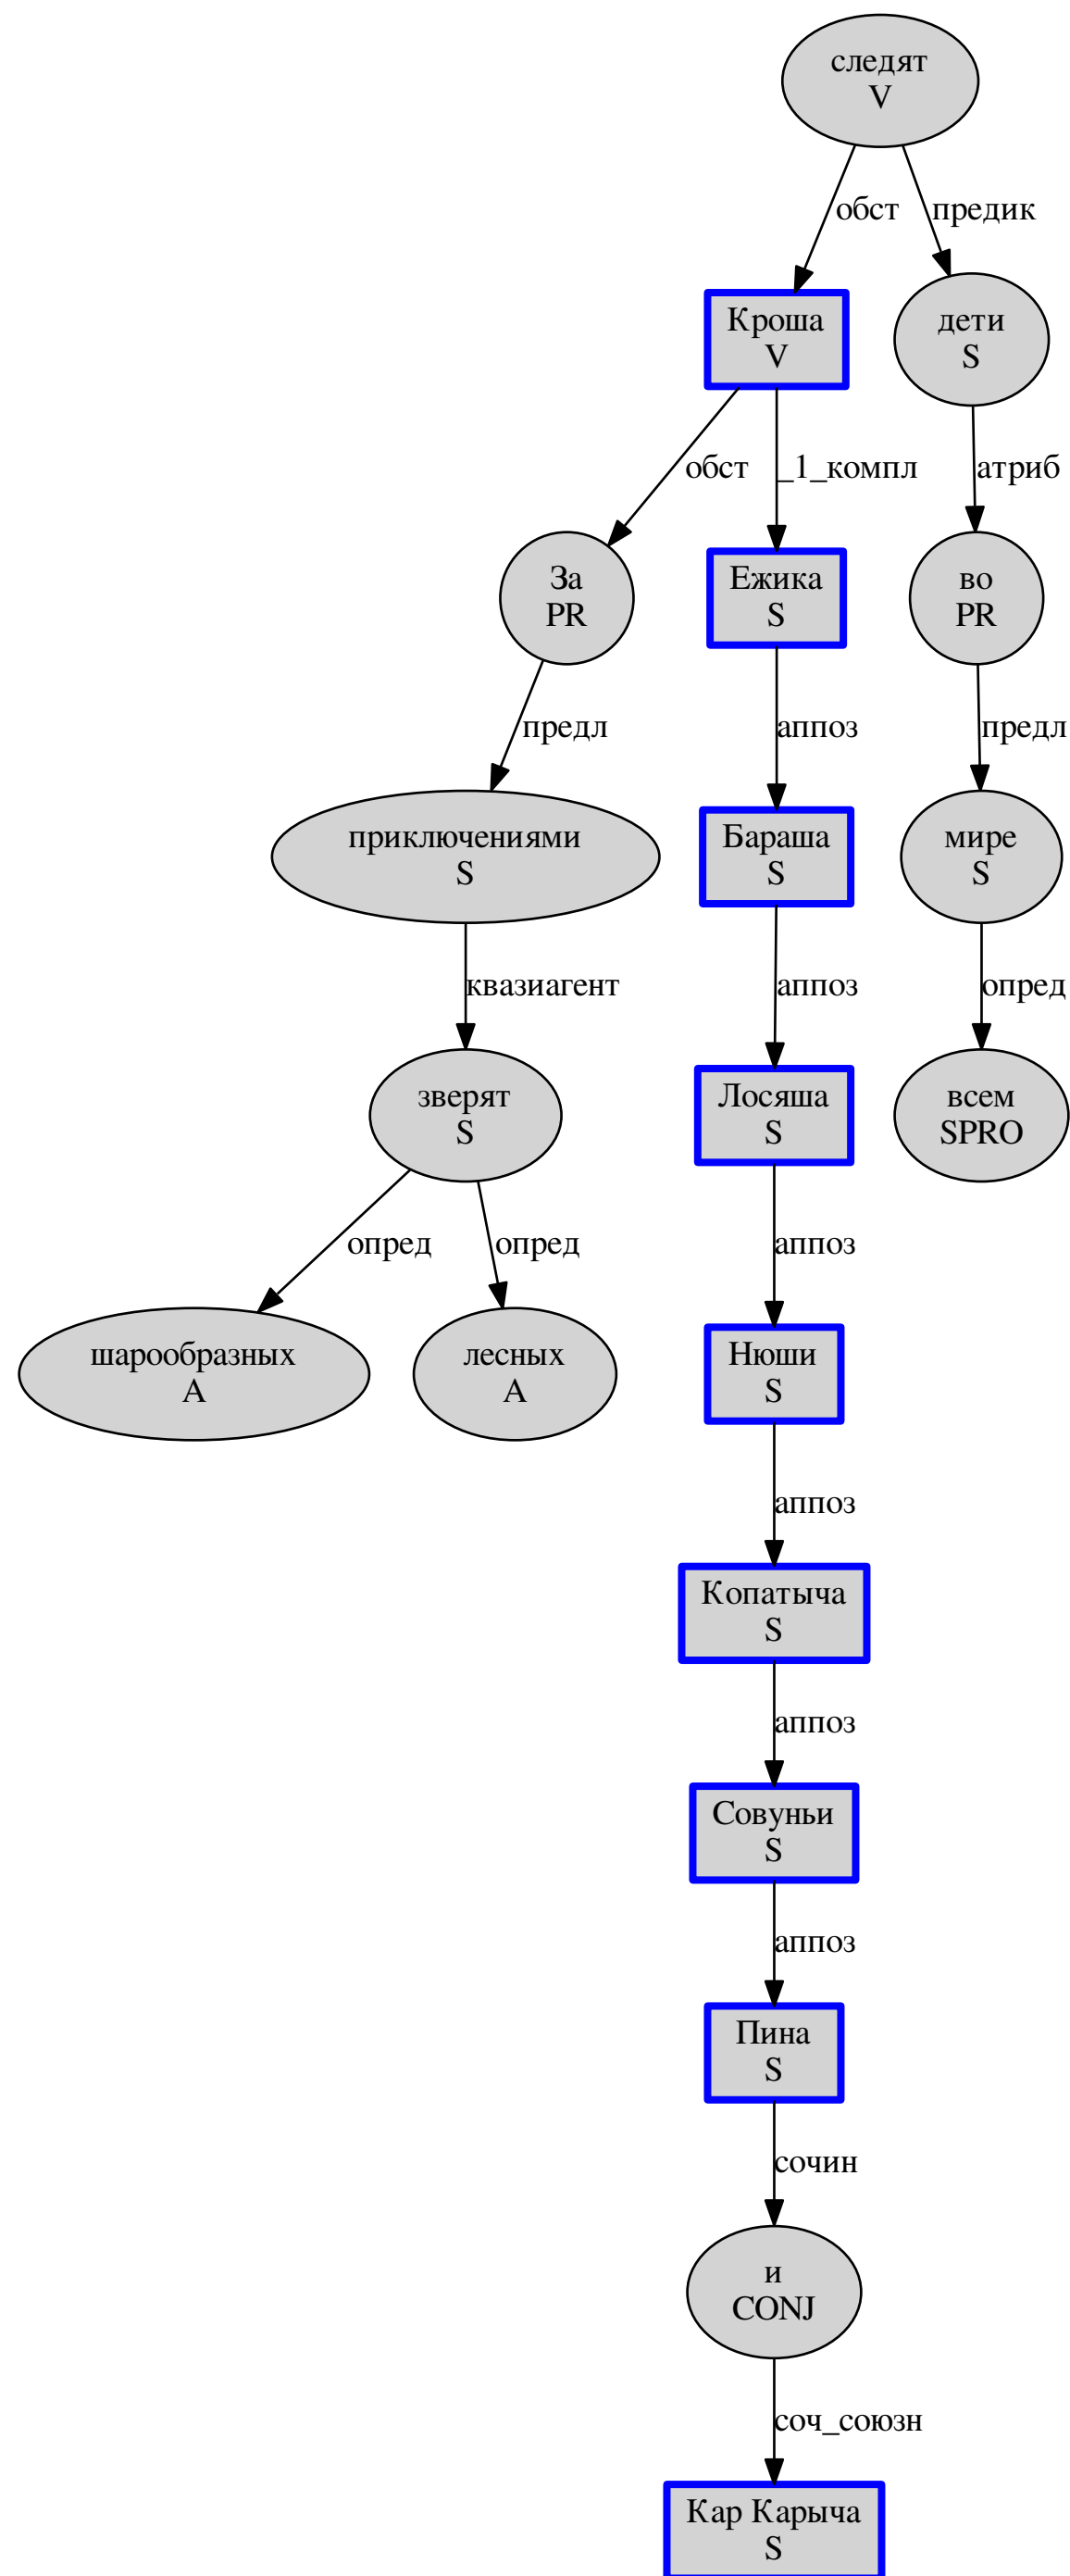 следят
V
обст
предик
Кроша
V
дети
S
обст
_1_компл
атриб
За
PR
Ежика
S
во
PR
предл
аппоз
предл
приключениями
S
Бараша
S
мире
S
квазиагент
аппоз
опред
зверят
S
Лосяша
S
всем
SPRO
опред
опред
аппоз
шарообразных
A
лесных
A
Нюши
S
аппоз
Копатыча
S
аппоз
Совуньи
S
аппоз
Пина
S
сочин
и
CONJ
соч_союзн
Кар Карыча
S